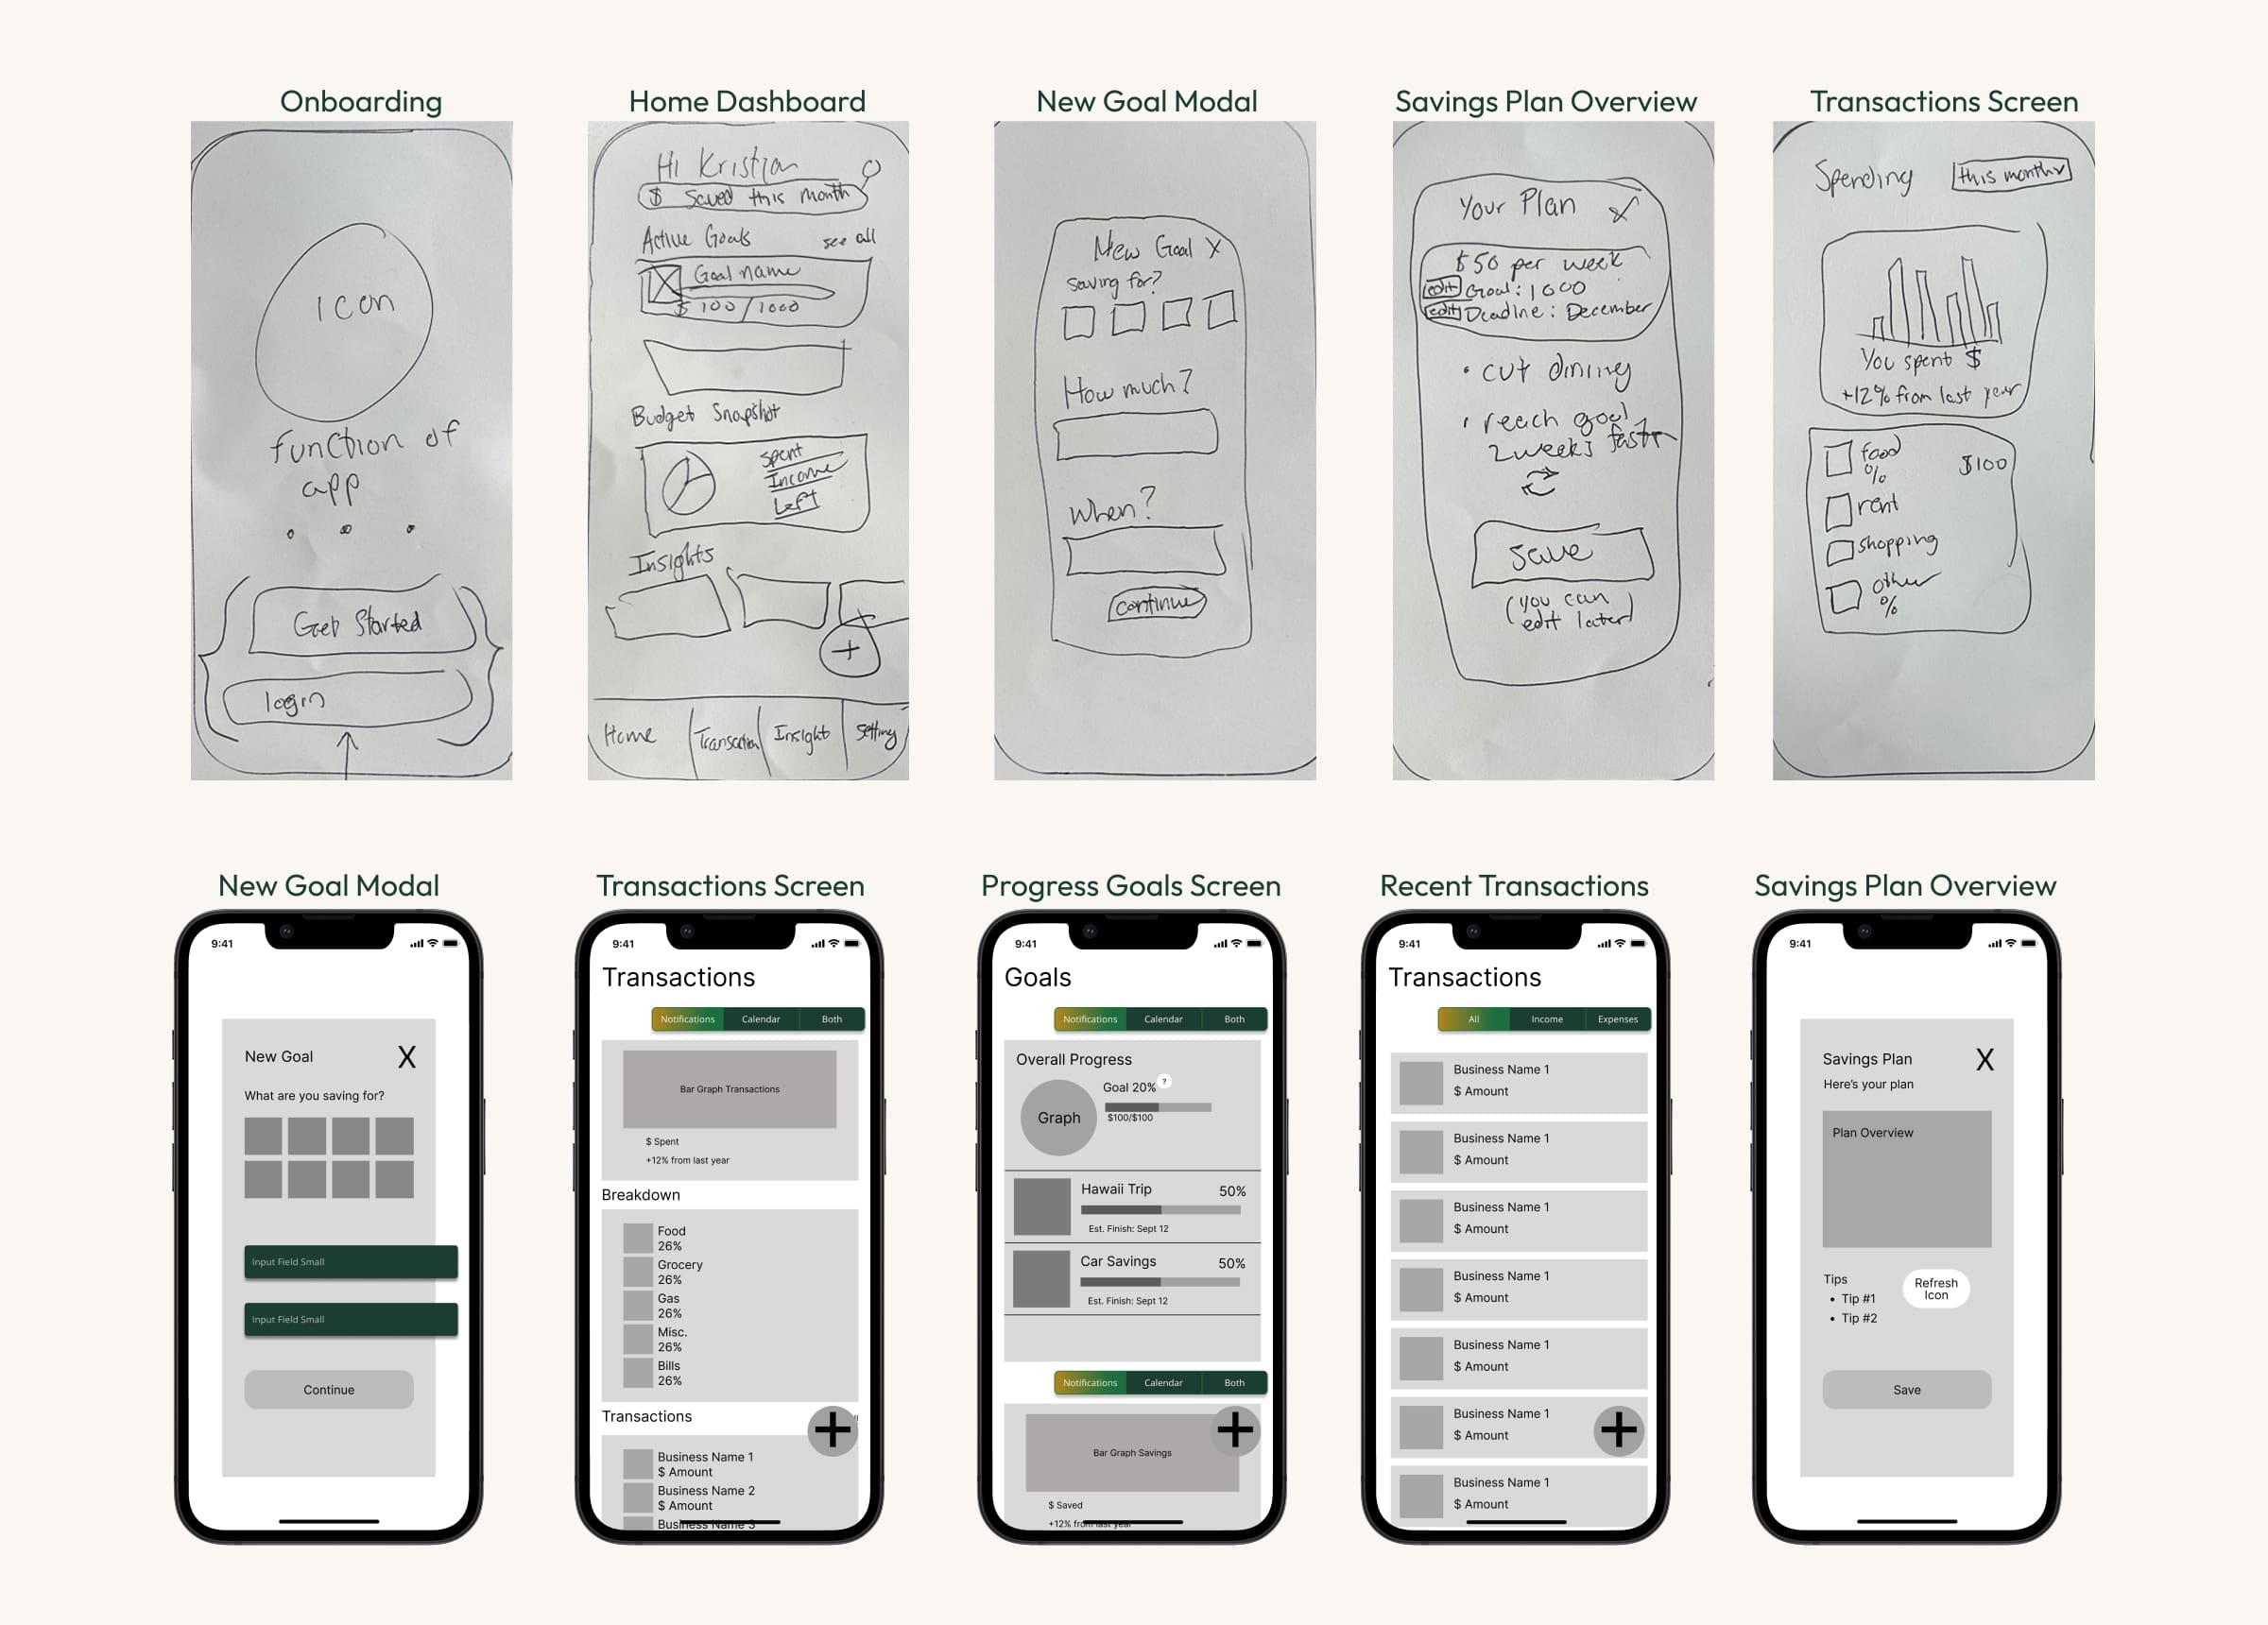 Onboarding
Icon
function of
app
Get Started
login
Home Dashboard
Hi Kristian
$ Saved this month
Active Goals see all
Goal name
$ 100/1000
Budget Snapshot
Spent
Income
Left
Insights
+
Home Transaction Insight Setting
New Goal Modal
New Goal X
Saving for?
How much?
When?
continue
Savings Plan Overview
Your Plan X
$50 per week
edit Goal: 1000
edit Deadline: December
• cut dining
• reach goal
2 weeks faster
Save
(you can
edit later)
Transactions Screen
Spending this month
You spent $
+12% from last year
food
% $100
rent
shopping
other
%
New Goal Modal
9:41
New Goal X
What are you saving for?
Input Field Small
Input Field Small
Continue
Transactions Screen
9:41
Transactions
Notifications Calendar Both
Bar Graph Transactions
$ Spent
+12% from last year
Breakdown
Food
26%
Grocery
26%
Gas
26%
Misc.
26%
Bills
26%
Transactions
+
Business Name 1
$ Amount
Business Name 2
$ Amount
Business Name 3
Progress Goals Screen
9:41
Goals
Notifications Calendar Both
Overall Progress
Graph
Goal 20% ?
$100/$100
Hawaii Trip 50%
Est. Finish: Sept 12
Car Savings 50%
Est. Finish: Sept 12
Notifications Calendar Both
+
Bar Graph Savings
$ Saved
+12% from last year
Recent Transactions
9:41
Transactions
All Income Expenses
Business Name 1
$ Amount
Business Name 1
$ Amount
Business Name 1
$ Amount
Business Name 1
$ Amount
Business Name 1
$ Amount
Business Name 1
$ Amount
+
Business Name 1
$ Amount
Savings Plan Overview
9:41
Savings Plan X
Here's your plan
Plan Overview
Tips
• Tip #1
• Tip #2
Refresh
Icon
Save